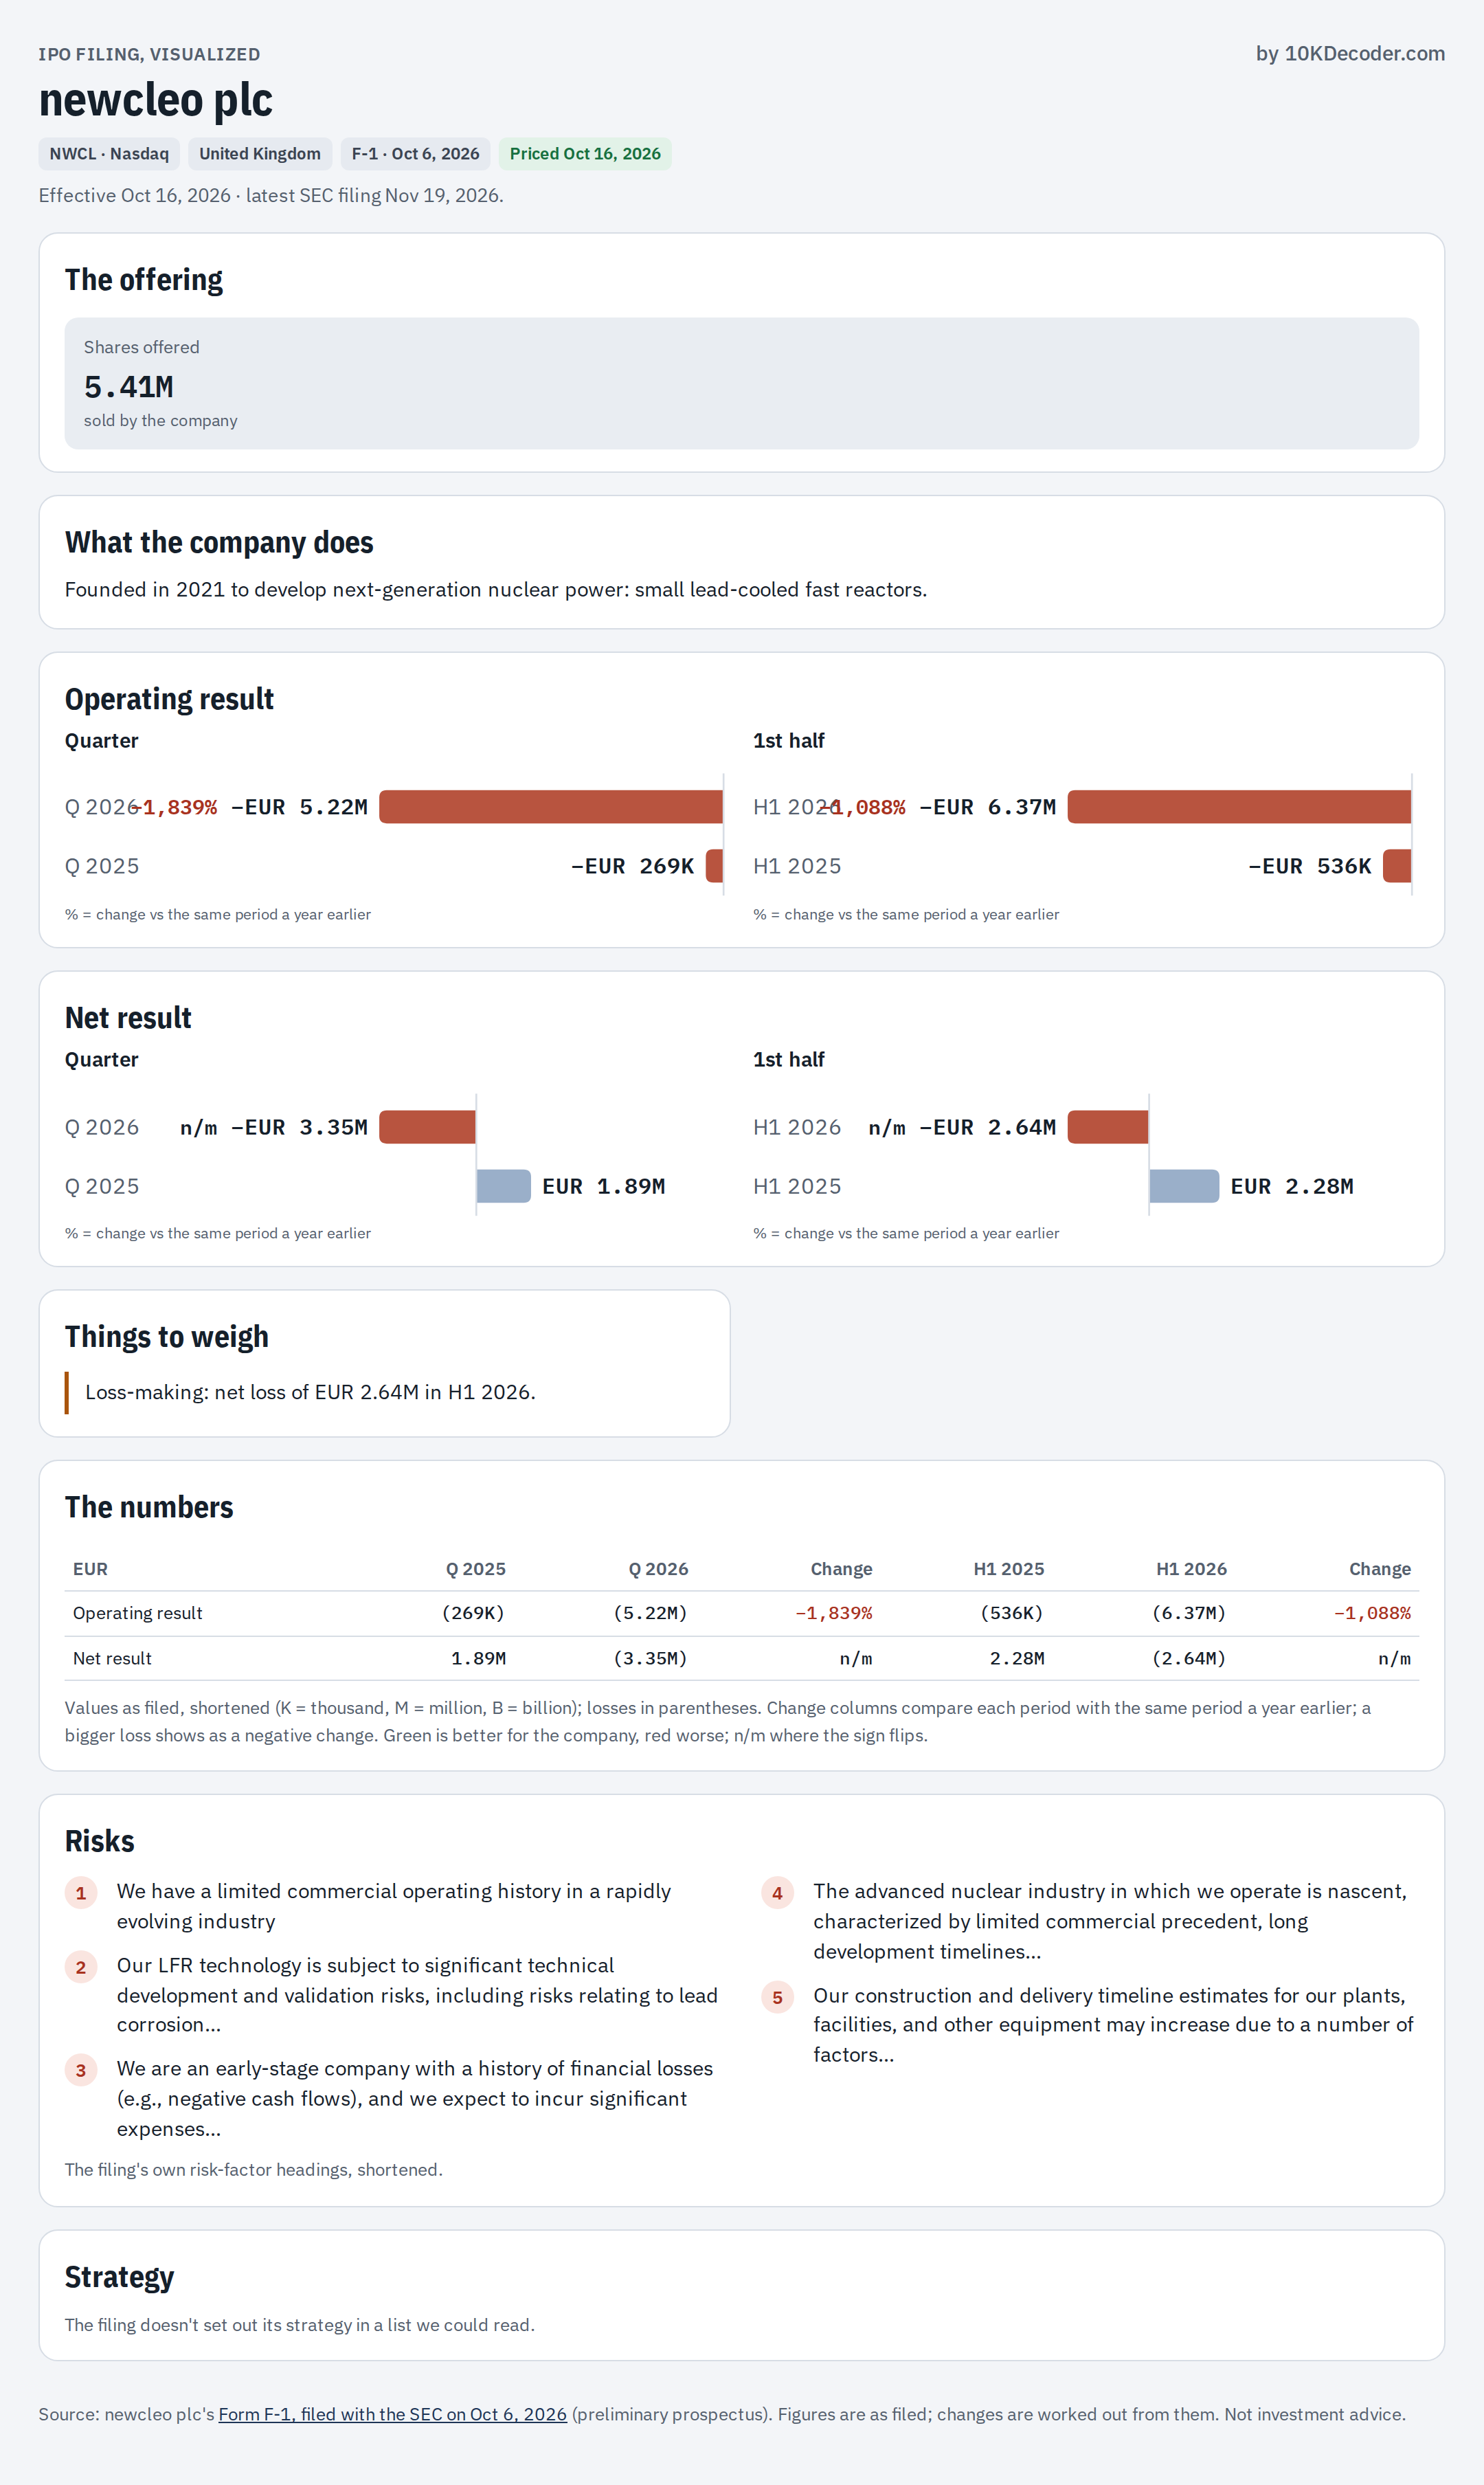 IPO FILING, VISUALIZED
by 10KDecoder.com
newcleo plc
NWCL · Nasdaq
United Kingdom
F-1 · Oct 6, 2026
Priced Oct 16, 2026
Effective Oct 16, 2026 · latest SEC filing Nov 19, 2026.
The offering
Shares offered
5.41M
sold by the company
What the company does
Founded in 2021 to develop next-generation nuclear power: small lead-cooled fast reactors.
Operating result
Quarter
Q 2026 −1,839% −EUR 5.22M
Q 2025 −EUR 269K
% = change vs the same period a year earlier
1st half
H1 2026 −1,088% −EUR 6.37M
H1 2025 −EUR 536K
% = change vs the same period a year earlier
Net result
Quarter
Q 2026 n/m −EUR 3.35M
Q 2025 EUR 1.89M
% = change vs the same period a year earlier
1st half
H1 2026 n/m −EUR 2.64M
H1 2025 EUR 2.28M
% = change vs the same period a year earlier
Things to weigh
Loss-making: net loss of EUR 2.64M in H1 2026.
The numbers
EUR Q 2025 Q 2026 Change H1 2025 H1 2026 Change
Operating result (269K) (5.22M) −1,839% (536K) (6.37M) −1,088%
Net result 1.89M (3.35M) n/m 2.28M (2.64M) n/m
Values as filed, shortened (K = thousand, M = million, B = billion); losses in parentheses. Change columns compare each period with the same period a year earlier; a
bigger loss shows as a negative change. Green is better for the company, red worse; n/m where the sign flips.
Risks
1 We have a limited commercial operating history in a rapidly
evolving industry
2 Our LFR technology is subject to significant technical
development and validation risks, including risks relating to lead
corrosion…
3 We are an early-stage company with a history of financial losses
(e.g., negative cash flows), and we expect to incur significant
expenses…
4 The advanced nuclear industry in which we operate is nascent,
characterized by limited commercial precedent, long
development timelines…
5 Our construction and delivery timeline estimates for our plants,
facilities, and other equipment may increase due to a number of
factors…
The filing's own risk-factor headings, shortened.
Strategy
The filing doesn't set out its strategy in a list we could read.
Source: newcleo plc's Form F-1, filed with the SEC on Oct 6, 2026 (preliminary prospectus). Figures are as filed; changes are worked out from them. Not investment advice.